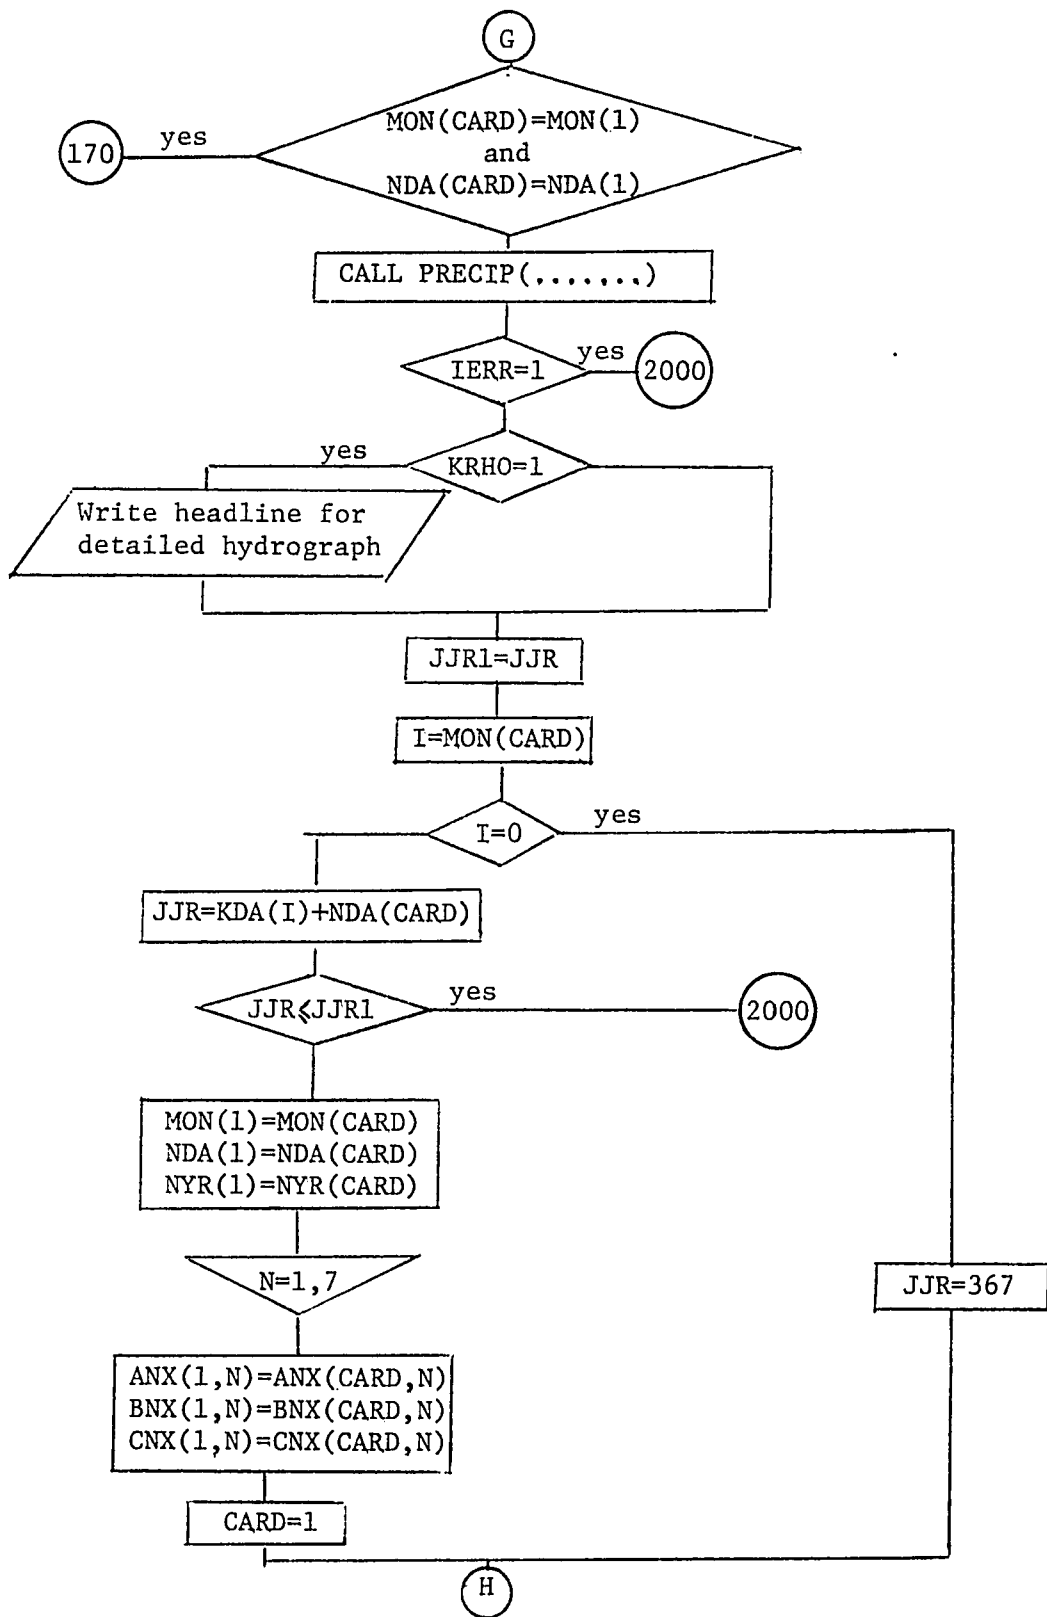 G
MON(CARD)=MON(1)
and
NDA(CARD)=NDA(1)
yes
170
CALL PRECIP(.......)
IERR=1
yes
2000
KRHO=1
yes
Write headline for
detailed hydrograph
JJR1=JJR
I=MON(CARD)
I=0
yes
JJR=KDA(I)+NDA(CARD)
JJR⩽JJR1
yes
2000
MON(1)=MON(CARD)
NDA(1)=NDA(CARD)
NYR(1)=NYR(CARD)
N=1,7
JJR=367
ANX(1,N)=ANX(CARD,N)
BNX(1,N)=BNX(CARD,N)
CNX(1,N)=CNX(CARD,N)
CARD=1
H